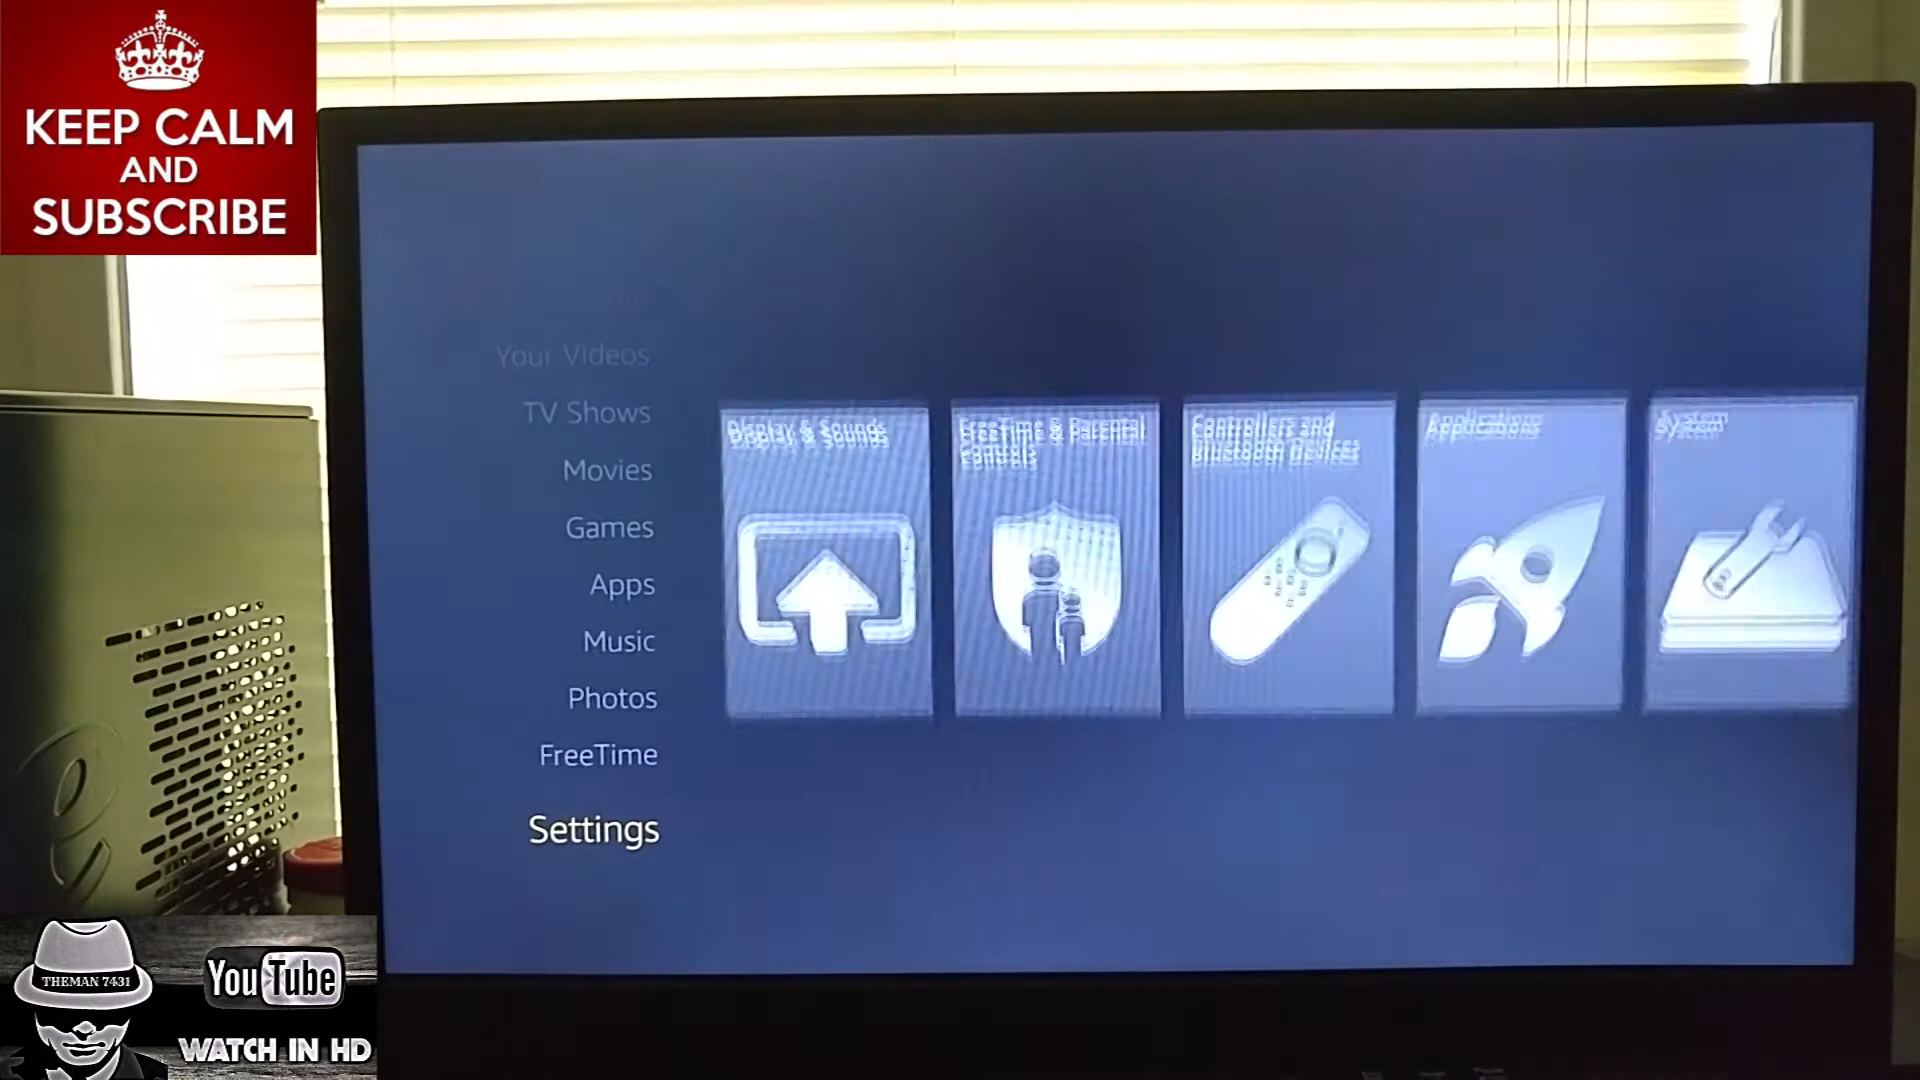 KEEP CALM
AND
SUBSCRIBE
Your Videos
TV Shows
Movies
Games
Apps
Music
Photos
FreeTime
Settings
Display & Sounds
FreeTime & Parental
Controls
Controllers and
Bluetooth Devices
Applications
System
e
THEMAN 7431
YouTube
WATCH IN HD